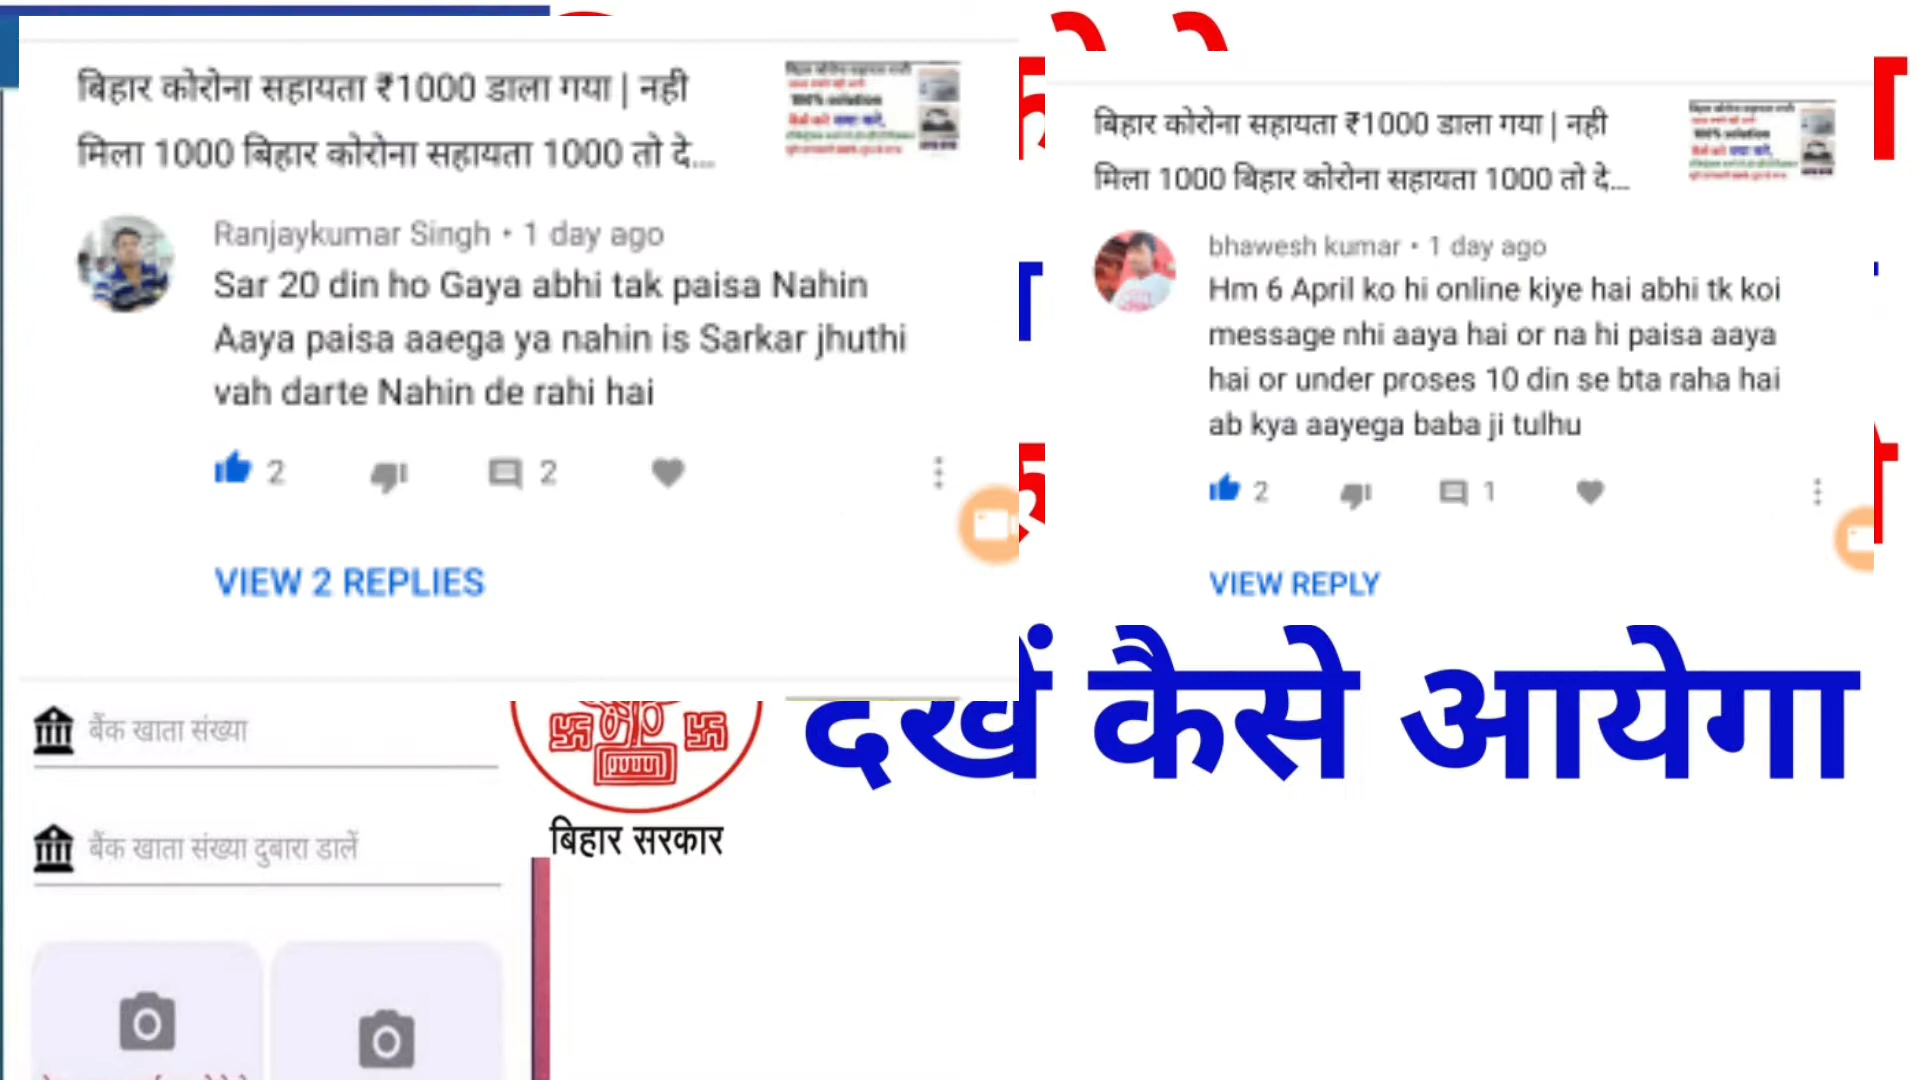 बिहार कोरोना सहायता ₹1000 डाला गया | नही
मिला 1000 बिहार कोरोना सहायता 1000 तो दे...
100% solution
Ranjaykumar Singh • 1 day ago
Sar 20 din ho Gaya abhi tak paisa Nahin
Aaya paisa aaega ya nahin is Sarkar jhuthi
vah darte Nahin de rahi hai
2
2
VIEW 2 REPLIES
बिहार कोरोना सहायता ₹1000 डाला गया | नही
मिला 1000 बिहार कोरोना सहायता 1000 तो दे...
100% solution
bhawesh kumar • 1 day ago
Hm 6 April ko hi online kiye hai abhi tk koi
message nhi aaya hai or na hi paisa aaya
hai or under proses 10 din se bta raha hai
ab kya aayega baba ji tulhu
2
1
VIEW REPLY
देखें कैसे आयेगा
बैंक खाता संख्या
बिहार सरकार
बैंक खाता संख्या दुबारा डालें